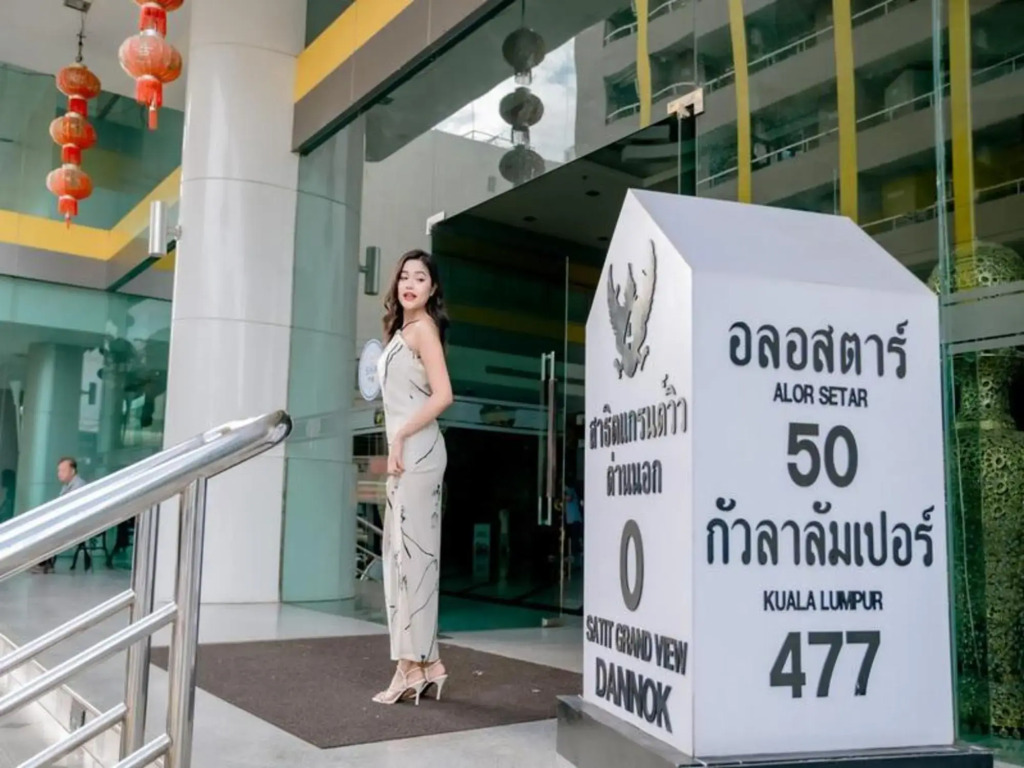 สาธิตแกรนด์วิว
ด่านนอก
0
SATIT GRAND VIEW
DANNOK
อลอสตาร์
ALOR SETAR
50
กัวลาลัมเปอร์
KUALA LUMPUR
477